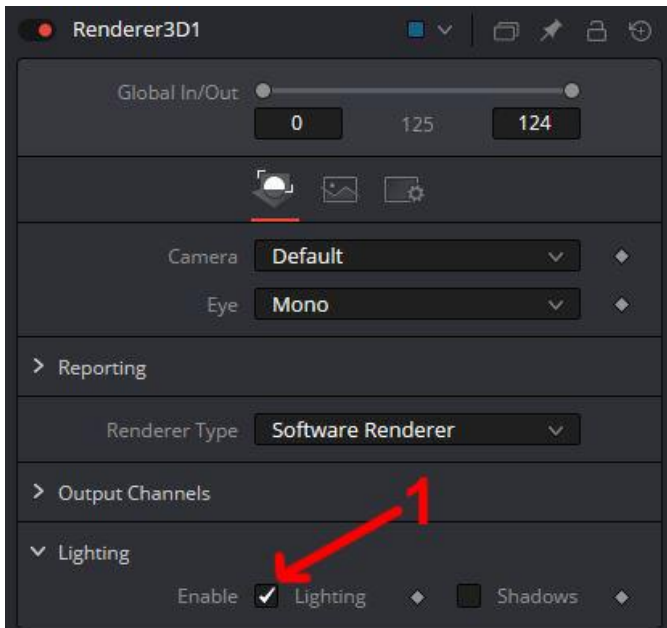 Renderer3D1
Global In/Out
0 125 124
Camera Default
Eye Mono
Reporting
Renderer Type Software Renderer
Output Channels
1
Lighting
Enable Lighting Shadows